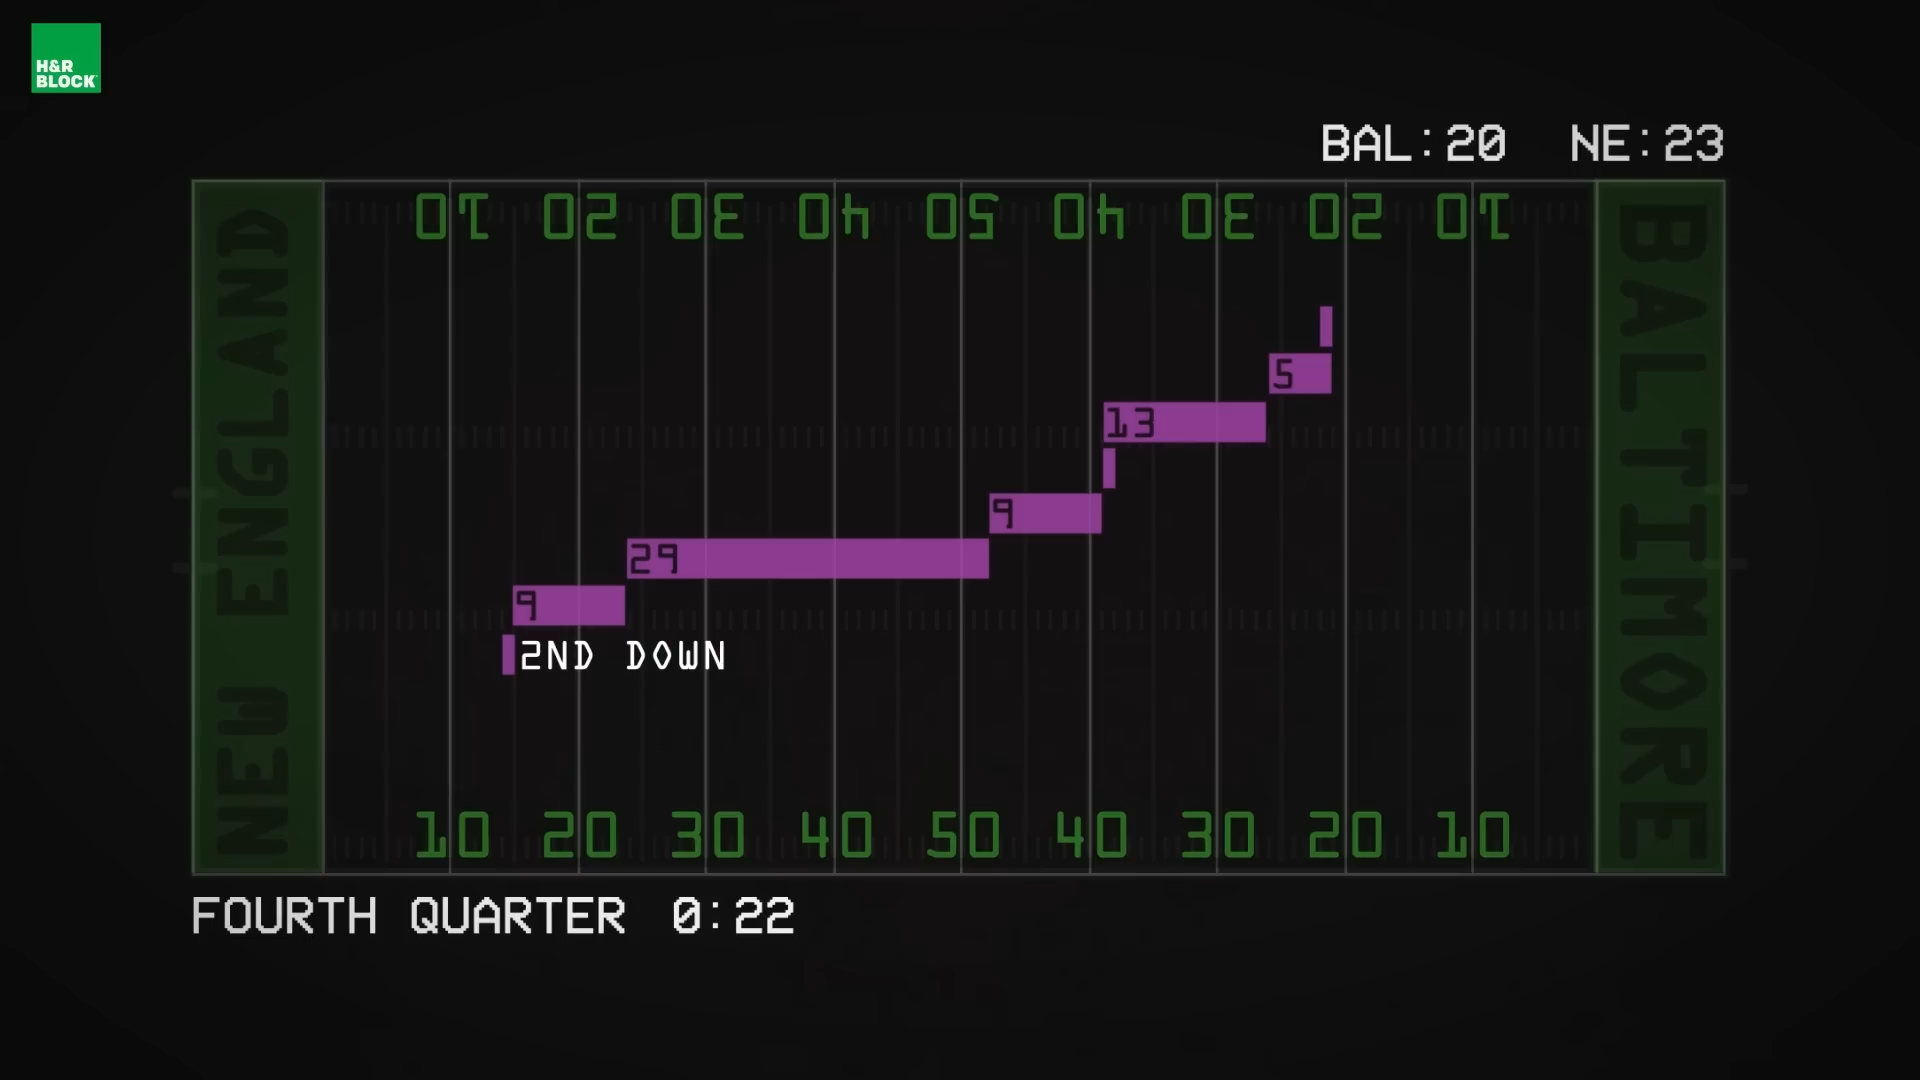 H&R
BLOCK
BAL:20 NE:23
10 20 30 40 50 40 30 20 10
NEW ENGLAND
BALTIMORE
5
13
9
29
9
2ND DOWN
10 20 30 40 50 40 30 20 10
FOURTH QUARTER 0:22